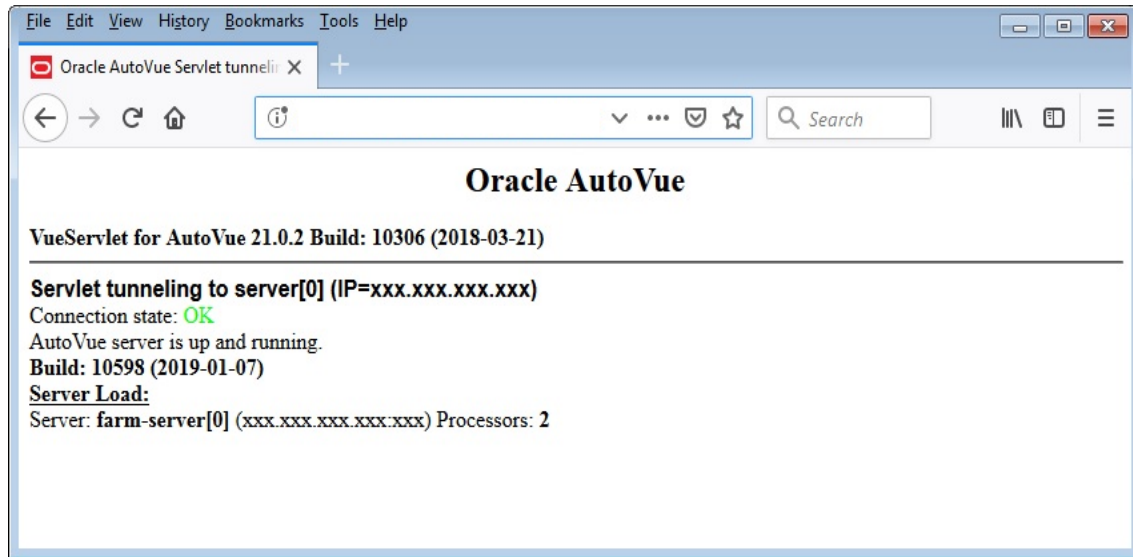 File Edit View History Bookmarks Tools Help
Oracle AutoVue Servlet tunnelin
Search
Oracle AutoVue
VueServlet for AutoVue 21.0.2 Build: 10306 (2018-03-21)
Servlet tunneling to server[0] (IP=xxx.xxx.xxx.xxx)
Connection state: OK
AutoVue server is up and running.
Build: 10598 (2019-01-07)
Server Load:
Server: farm-server[0] (xxx.xxx.xxx.xxx:xxx) Processors: 2